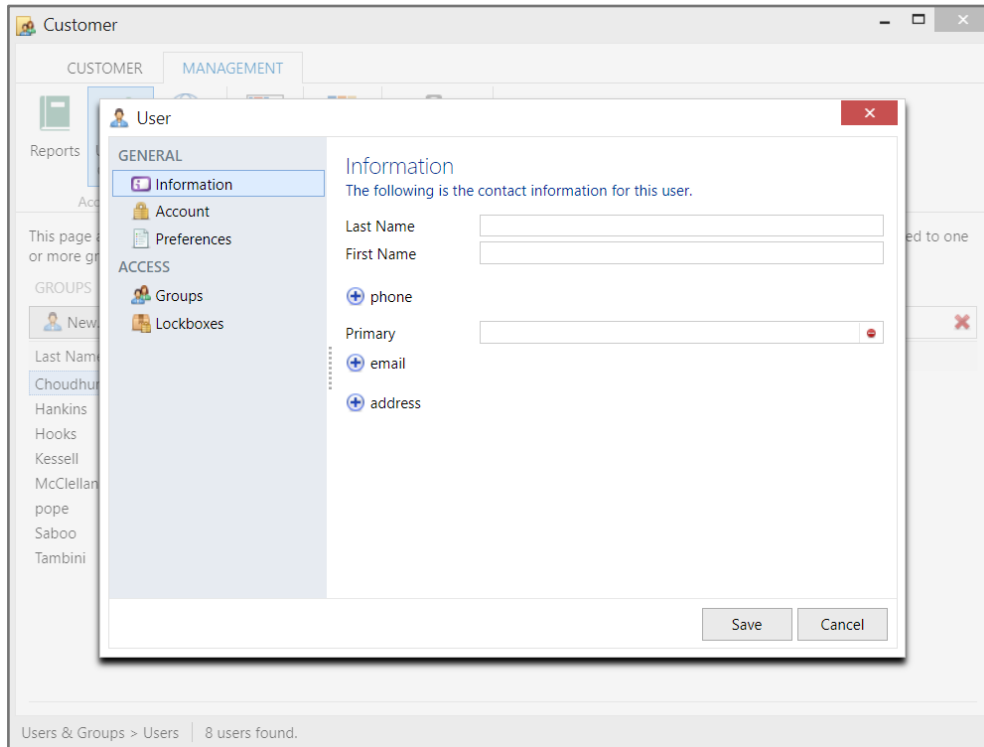 Customer
CUSTOMER MANAGEMENT
Reports
User
GENERAL
Information
Account
Preferences
ACCESS
Groups
Lockboxes
Information
The following is the contact information for this user.
Last Name
First Name
phone
Primary
email
address
Save Cancel
This page
ed to one
or more
GROUPS
New
Last
Choudhur
Hankins
Hooks
Kessell
McClellan
pope
Saboo
Tambini
Users & Groups > Users 8 users found.